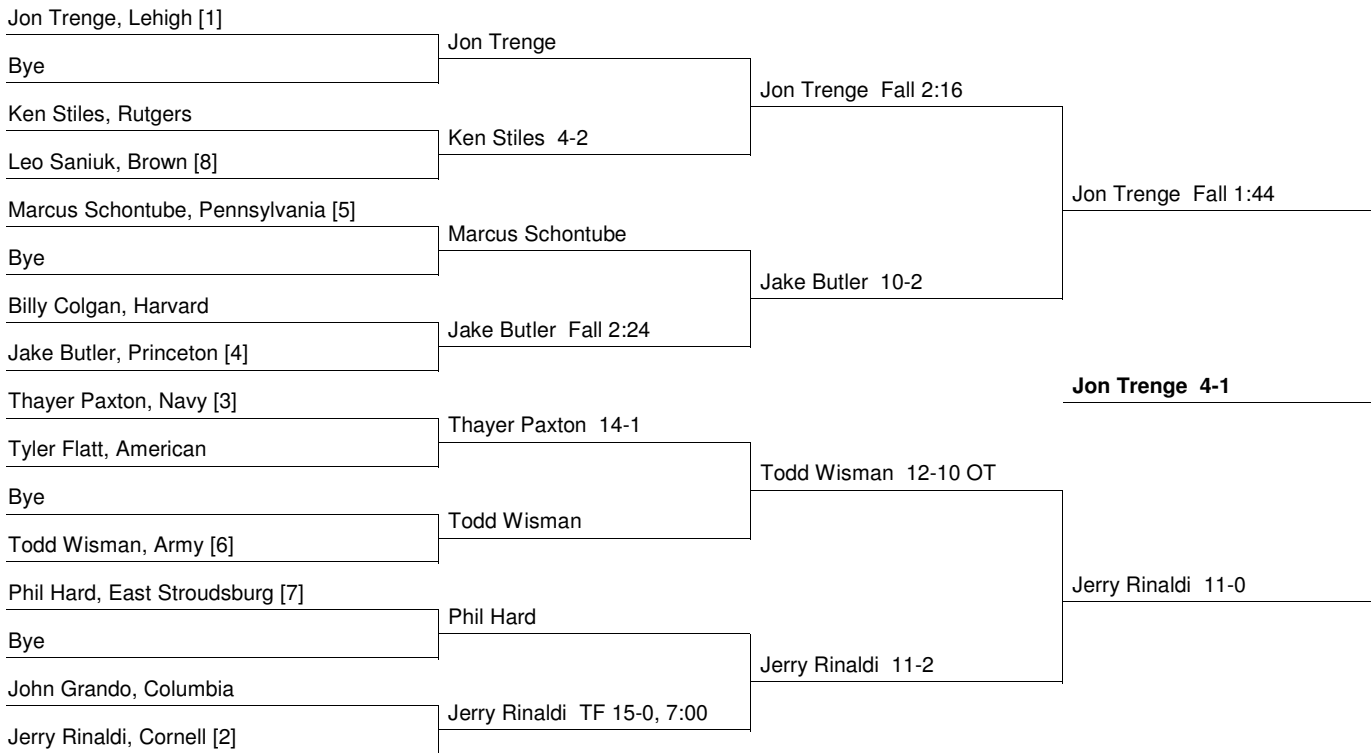 Jon Trenge, Lehigh [1]
Bye
Ken Stiles, Rutgers
Leo Saniuk, Brown [8]
Marcus Schontube, Pennsylvania [5]
Bye
Billy Colgan, Harvard
Jake Butler, Princeton [4]
Thayer Paxton, Navy [3]
Tyler Flatt, American
Bye
Todd Wisman, Army [6]
Phil Hard, East Stroudsburg [7]
Bye
John Grando, Columbia
Jerry Rinaldi, Cornell [2]
Jon Trenge
Ken Stiles 4-2
Marcus Schontube
Jake Butler Fall 2:24
Thayer Paxton 14-1
Todd Wisman
Phil Hard
Jerry Rinaldi TF 15-0, 7:00
Jon Trenge Fall 2:16
Jake Butler 10-2
Todd Wisman 12-10 OT
Jerry Rinaldi 11-2
Jon Trenge Fall 1:44
Jerry Rinaldi 11-0
Jon Trenge 4-1